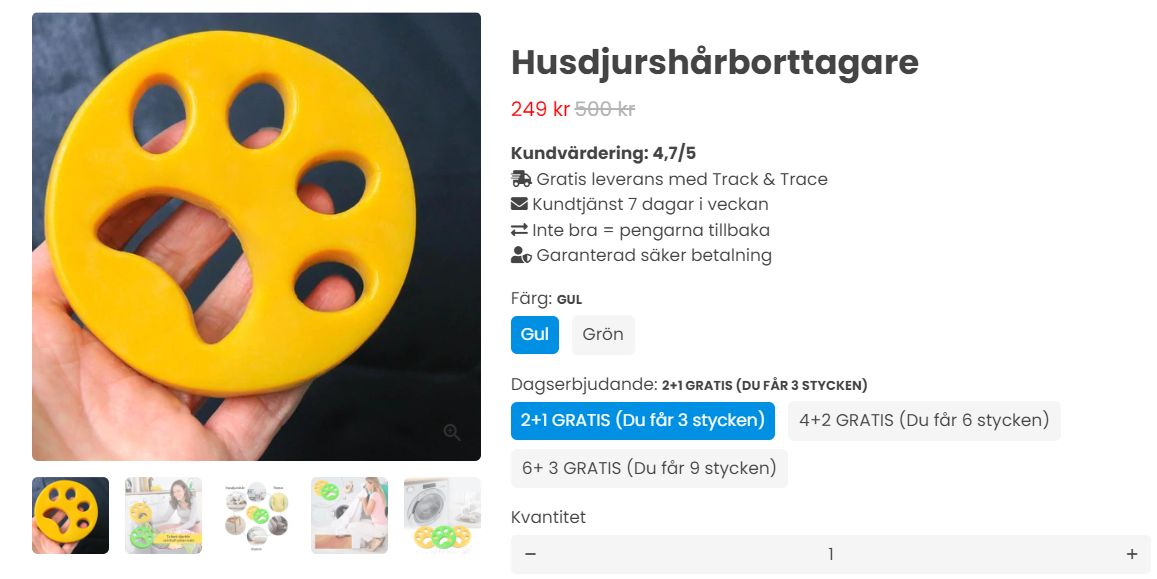 Husdjurshårborttagare
249 kr 500 kr
Kundvärdering: 4,7/5
Gratis leverans med Track & Trace
Kundtjänst 7 dagar i veckan
Inte bra = pengarna tillbaka
Garanterad säker betalning
Färg: GUL
Gul Grön
Dagserbjudande: 2+1 GRATIS (DU FÅR 3 STYCKEN)
2+1 GRATIS (Du får 3 stycken) 4+2 GRATIS (Du får 6 stycken)
6+ 3 GRATIS (Du får 9 stycken)
Kvantitet
− 1 +